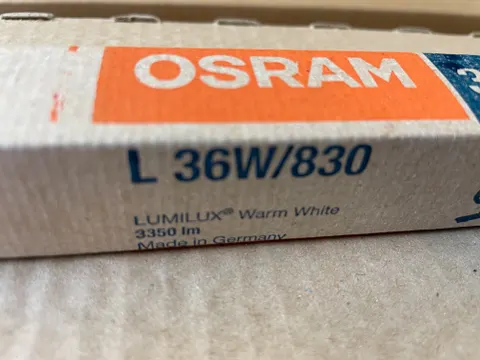 OSRAM
L 36W/830
LUMILUX® Warm White
3350 lm
Made in Germany